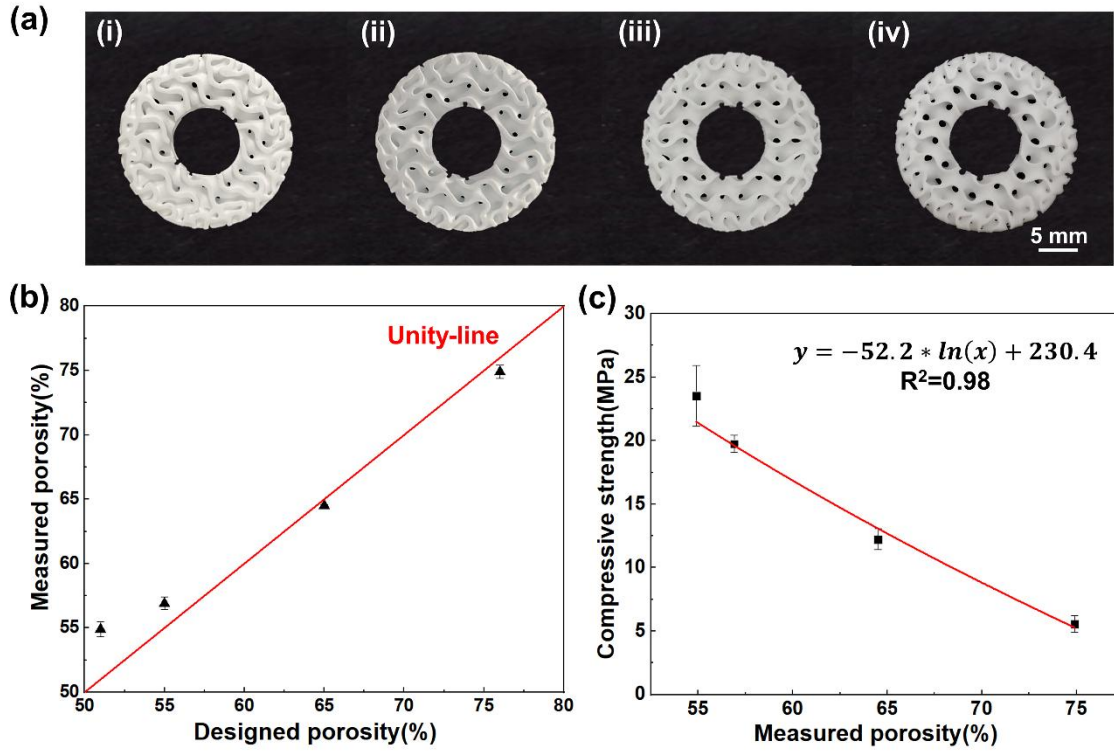 (a)
(i)
(ii)
(iii)
(iv)
5 mm
(b)
80
75
70
65
60
55
50
Measured porosity(%)
Unity-line
50 55 60 65 70 75 80
Designed porosity(%)
(c)
30
25
20
15
10
5
0
Compressive strength(MPa)
y = −52.2 * ln(x) + 230.4
R²=0.98
55 60 65 70 75
Measured porosity(%)